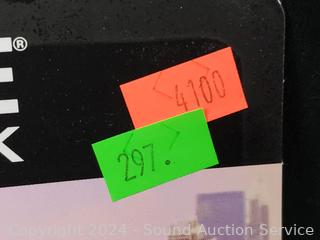 E®
K
4100
297.
Copyright 2024 - Sound Auction Service